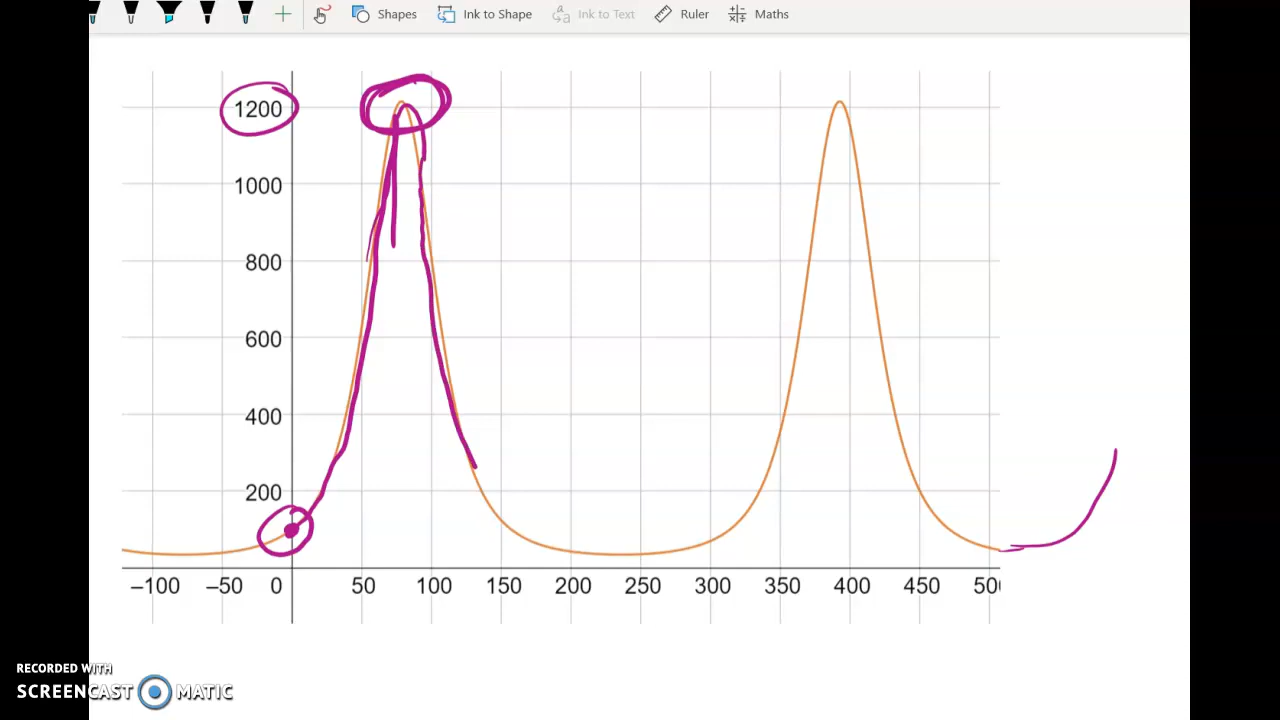 Shapes Ink to Shape Ink to Text Ruler Maths
1200
1000
800
600
400
200
–100 –50 0 50 100 150 200 250 300 350 400 450 500
RECORDED WITH
SCREENCAST MATIC